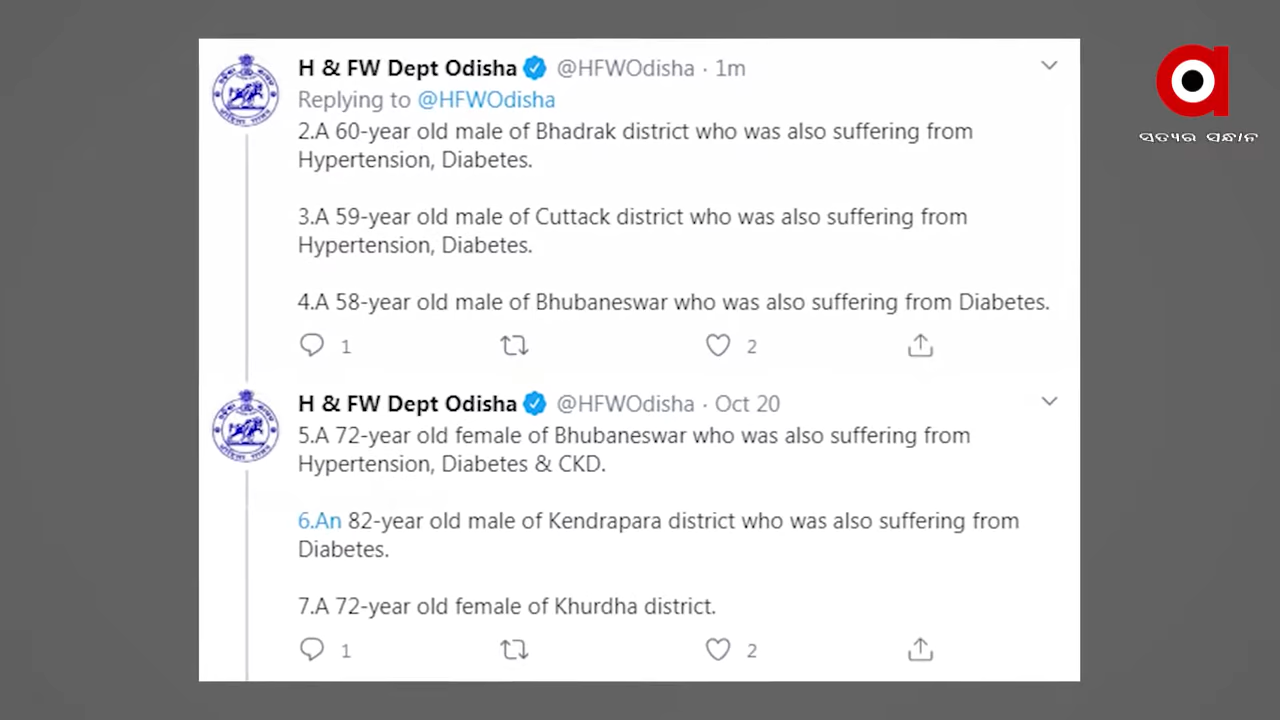 H & FW Dept Odisha @HFWOdisha · 1m
Replying to @HFWOdisha
2.A 60-year old male of Bhadrak district who was also suffering from
Hypertension, Diabetes.
3.A 59-year old male of Cuttack district who was also suffering from
Hypertension, Diabetes.
4.A 58-year old male of Bhubaneswar who was also suffering from Diabetes.
1 2
H & FW Dept Odisha @HFWOdisha · Oct 20
5.A 72-year old female of Bhubaneswar who was also suffering from
Hypertension, Diabetes & CKD.
6.An 82-year old male of Kendrapara district who was also suffering from
Diabetes.
7.A 72-year old female of Khurdha district.
1 2
a
ସତ୍ୟର ସନ୍ଧାନ